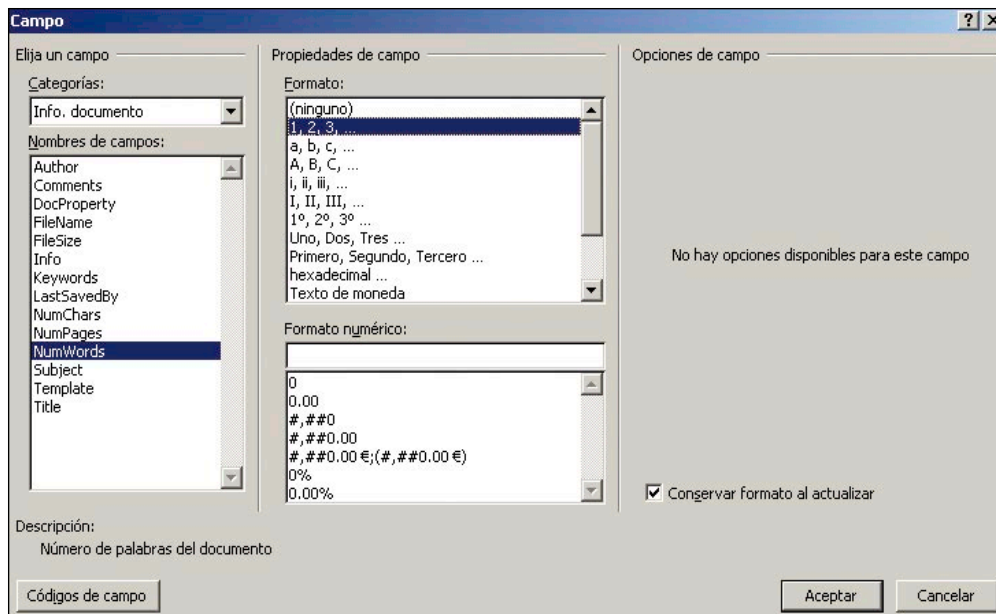 Campo
Elija un campo
Categorías:
Info. documento
Nombres de campos:
Author
Comments
DocProperty
FileName
FileSize
Info
Keywords
LastSavedBy
NumChars
NumPages
NumWords
Subject
Template
Title
Propiedades de campo
Formato:
(ninguno)
1, 2, 3, ...
a, b, c, ...
A, B, C, ...
i, ii, iii, ...
I, II, III, ...
1º, 2º, 3º ...
Uno, Dos, Tres ...
Primero, Segundo, Tercero ...
hexadecimal ...
Texto de moneda
Formato numérico:
0
0.00
#,##0
#,##0.00
#,##0.00 €;(#,##0.00 €)
0%
0.00%
Opciones de campo
No hay opciones disponibles para este campo
Conservar formato al actualizar
Descripción:
Número de palabras del documento
Códigos de campo
Aceptar
Cancelar